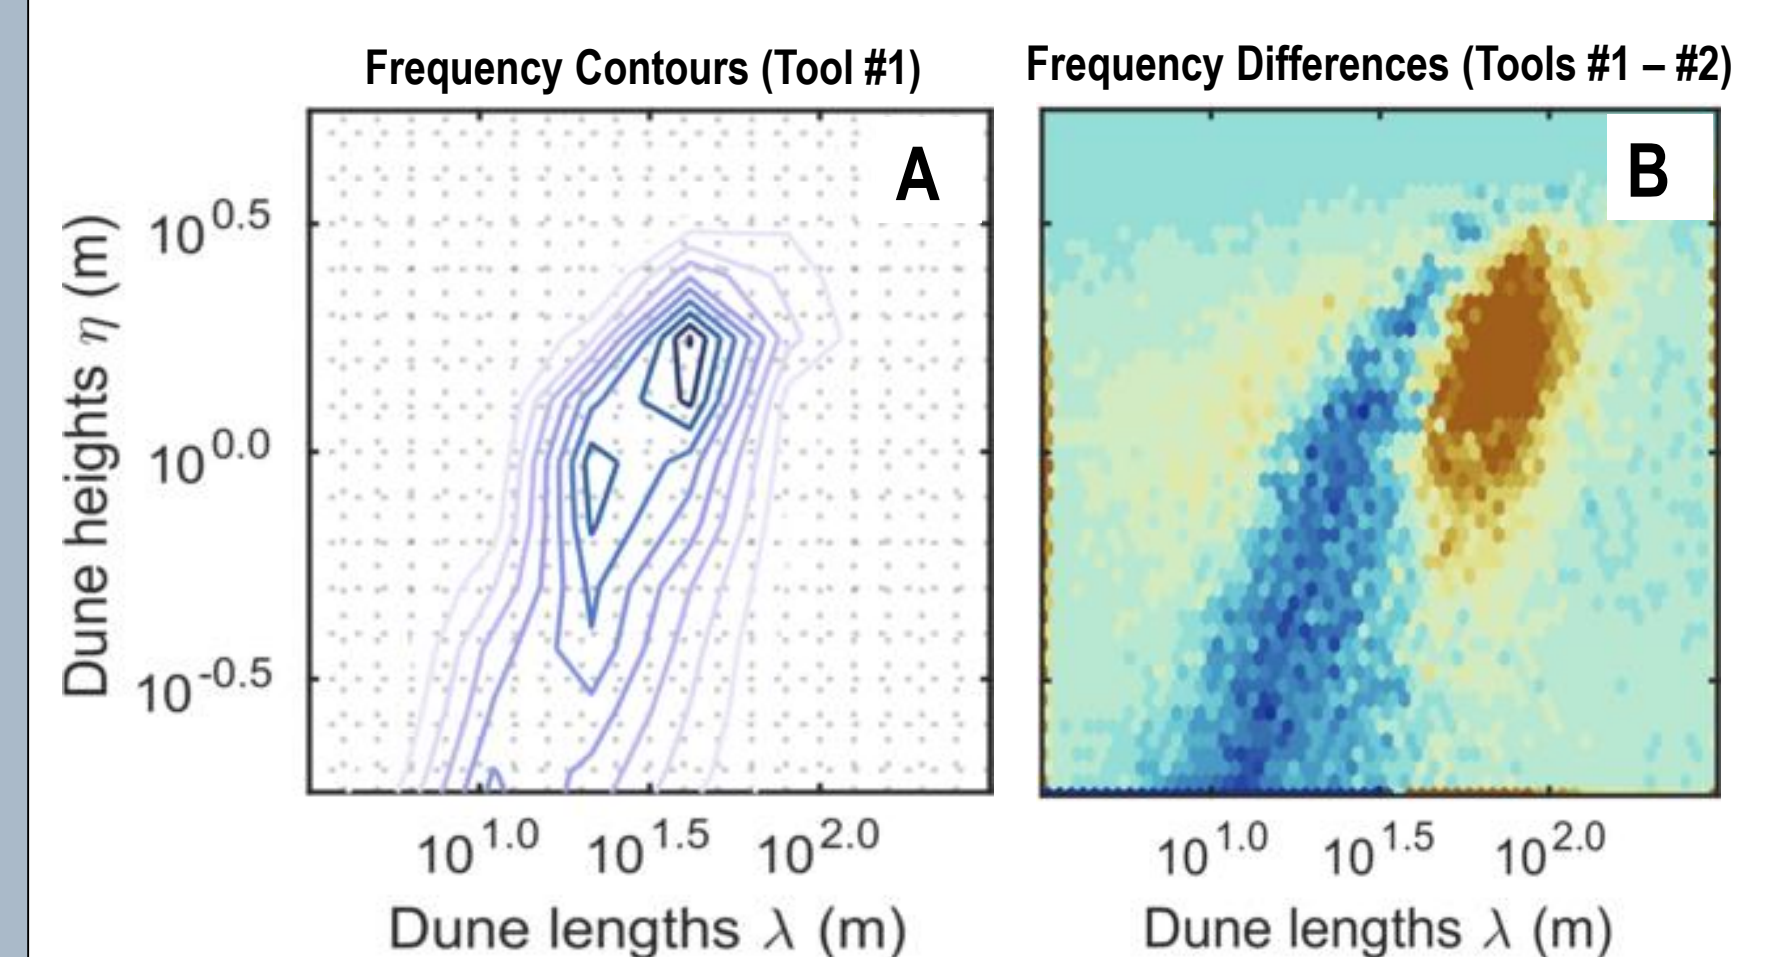 Frequency Contours (Tool #1)
Frequency Differences (Tools #1 – #2)
A
B
Dune heights η (m)
10^0.5
10^0.0
10^-0.5
10^1.0
10^1.5
10^2.0
10^1.0
10^1.5
10^2.0
Dune lengths λ (m)
Dune lengths λ (m)